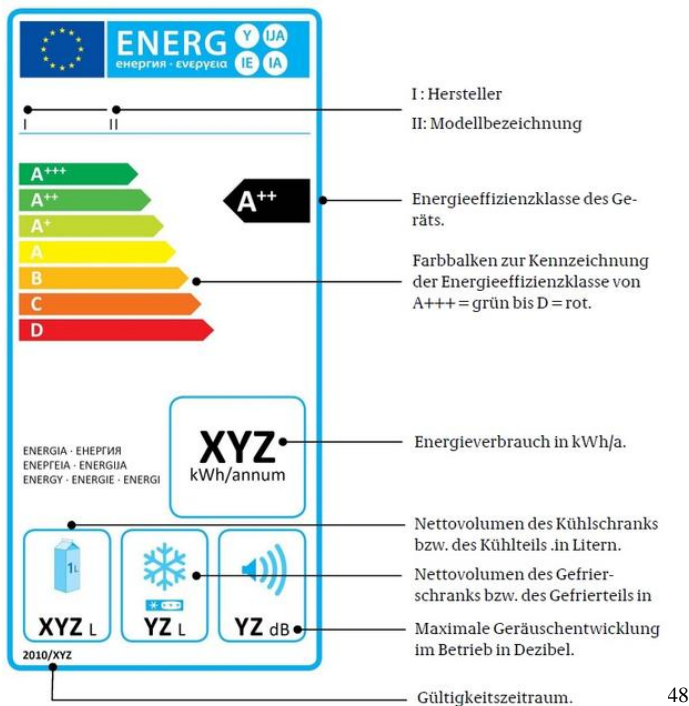 ENERG Y IJA IE IA
енергия · ενεργεια
I II
I : Hersteller
II: Modellbezeichnung
A+++
A++
A+
A
B
C
D
A++
Energieeffizienzklasse des Ge-
räts.
Farbbalken zur Kennzeichnung
der Energieeffizienzklasse von
A+++ = grün bis D = rot.
XYZ
kWh/annum
Energieverbrauch in kWh/a.
ENERGIA · ЕНЕРГИЯ
ΕΝΕΡΓΕΙΑ · ENERGIJA
ENERGY · ENERGIE · ENERGI
Nettovolumen des Kühlschranks
bzw. des Kühlteils .in Litern.
Nettovolumen des Gefrier-
schranks bzw. des Gefrierteils in
Maximale Geräuschentwicklung
im Betrieb in Dezibel.
1L
XYZ L
YZ L
YZ dB
2010/XYZ
Gültigkeitszeitraum.
48